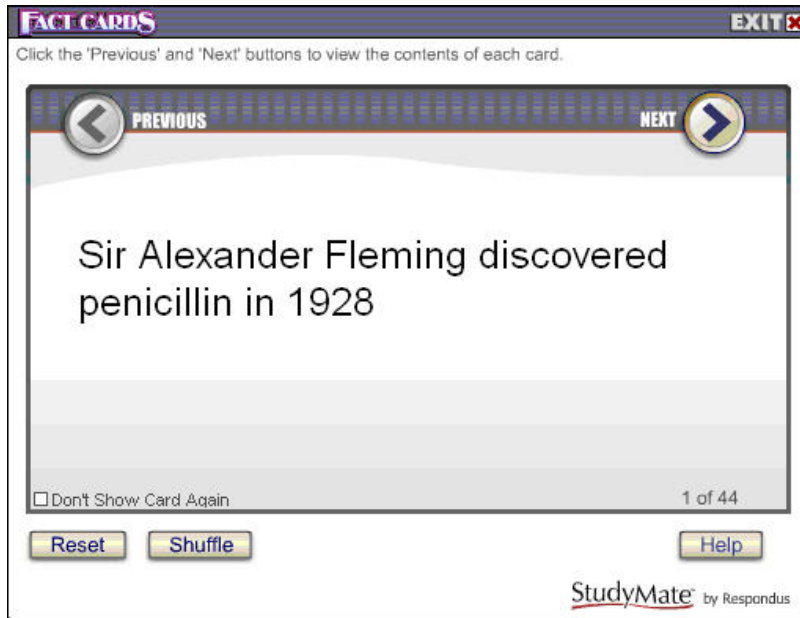 FACT CARDS
EXIT
Click the 'Previous' and 'Next' buttons to view the contents of each card.
PREVIOUS
NEXT
Sir Alexander Fleming discovered
penicillin in 1928
Don't Show Card Again
1 of 44
Reset
Shuffle
Help
StudyMate by Respondus